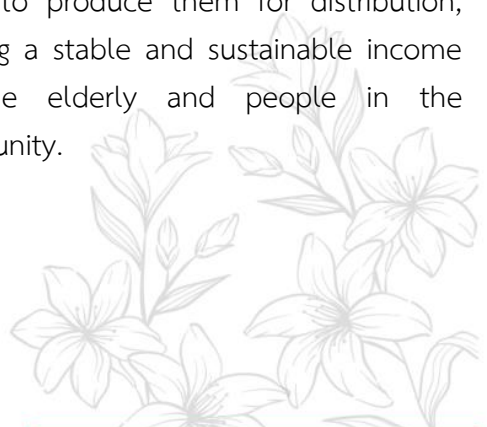 to produce them for distribution,
g a stable and sustainable income
e elderly and people in the
unity.